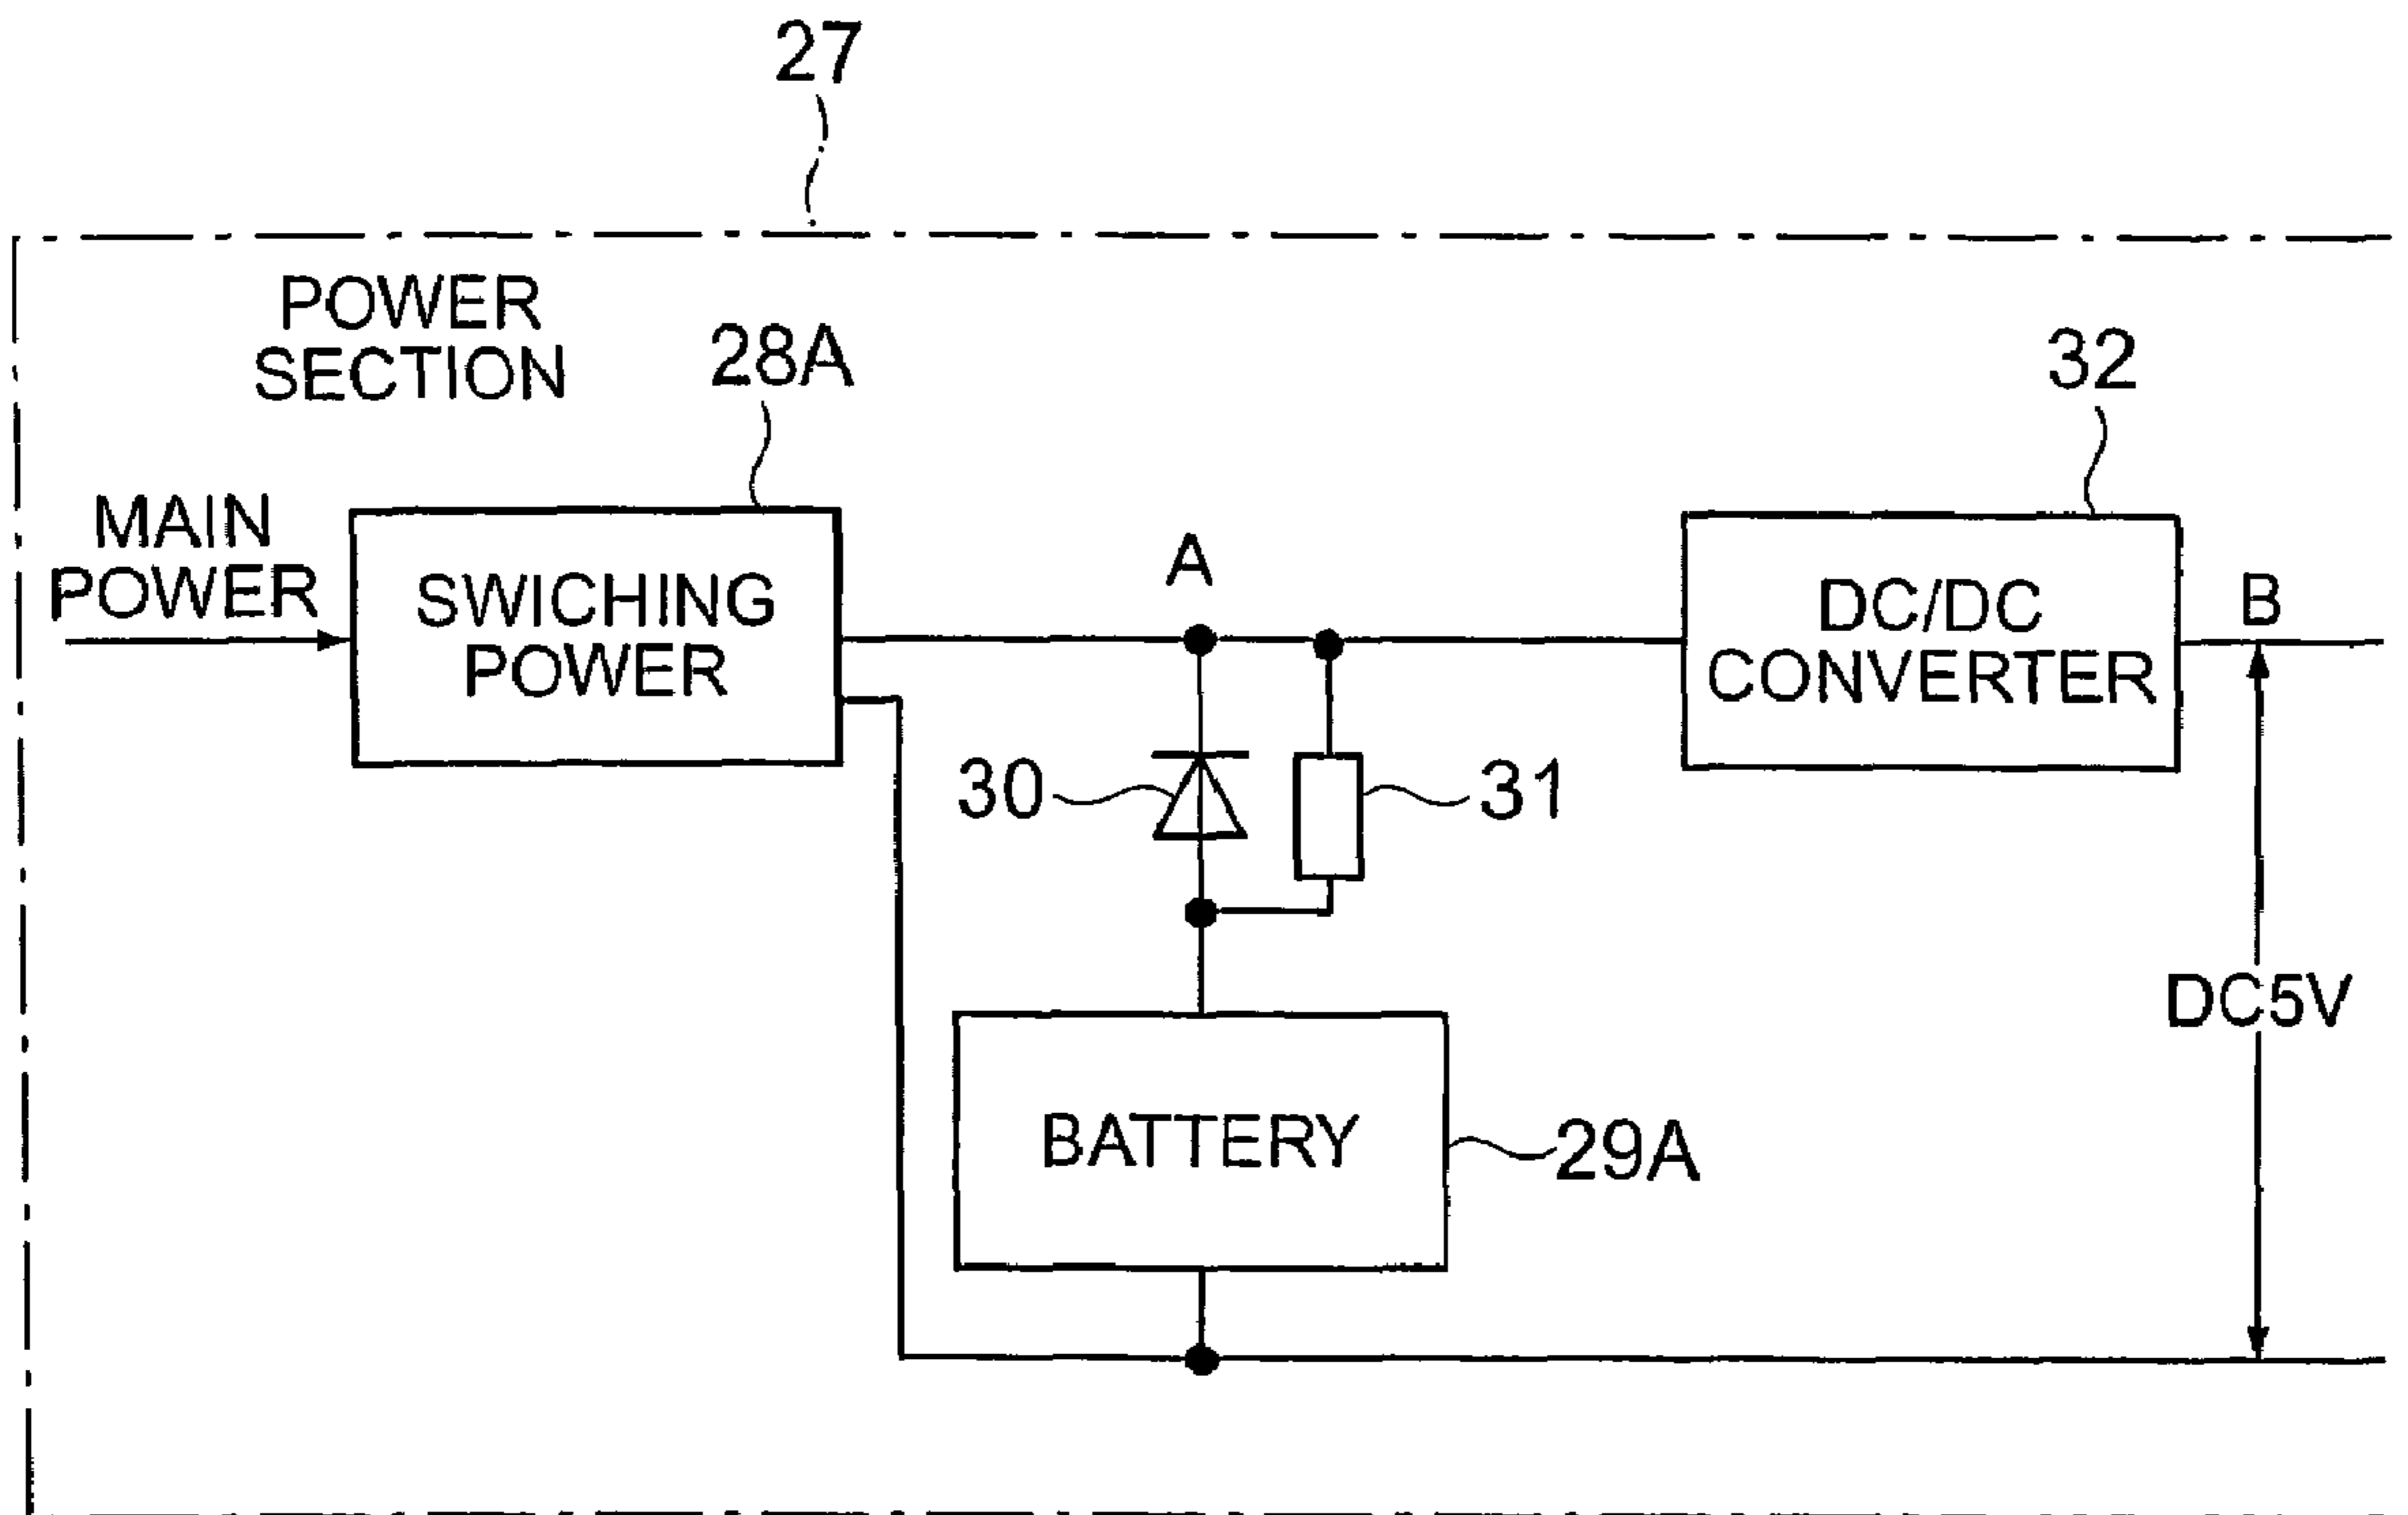 27
POWER
SECTION
28A
32
MAIN
POWER
SWICHING
POWER
A
DC/DC
CONVERTER
B
30
31
DC5V
BATTERY
29A